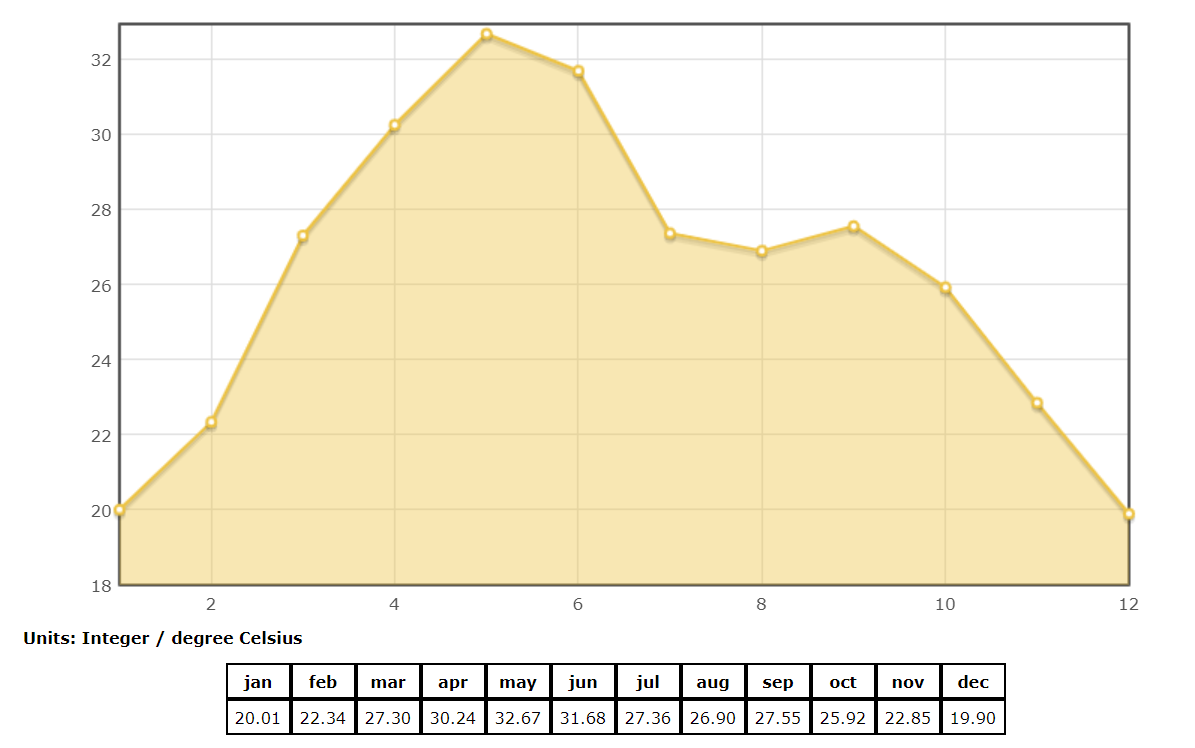 32
30
28
26
24
22
20
18
2 4 6 8 10 12
Units: Integer / degree Celsius
jan feb mar apr may jun jul aug sep oct nov dec
20.01 22.34 27.30 30.24 32.67 31.68 27.36 26.90 27.55 25.92 22.85 19.90